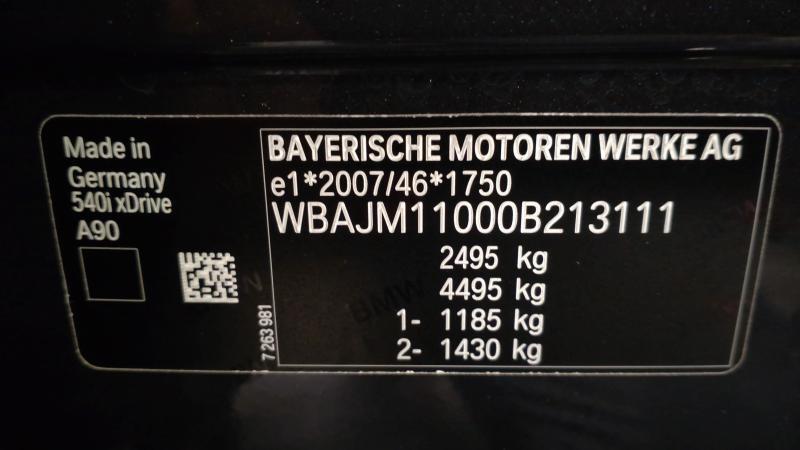 Made in
Germany
540i xDrive
A90
7 263 981
BAYERISCHE MOTOREN WERKE AG
e1*2007/46*1750
WBAJM11000B213111
2495 kg
4495 kg
1- 1185 kg
2- 1430 kg
BMW